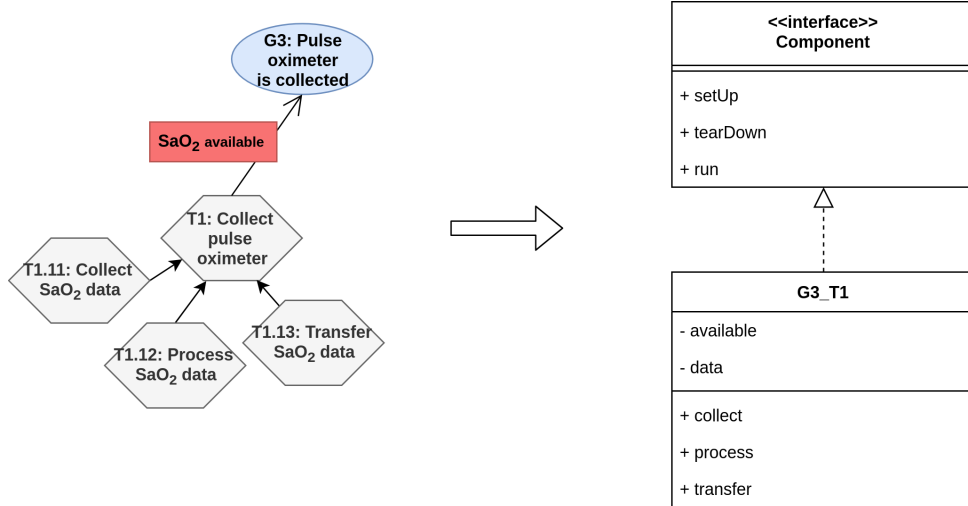 G3: Pulse
oximeter
is collected
SaO₂ available
T1: Collect
pulse
oximeter
T1.11: Collect
SaO₂ data
T1.12: Process
SaO₂ data
T1.13: Transfer
SaO₂ data
<<interface>>
Component
+ setUp
+ tearDown
+ run
G3_T1
- available
- data
+ collect
+ process
+ transfer